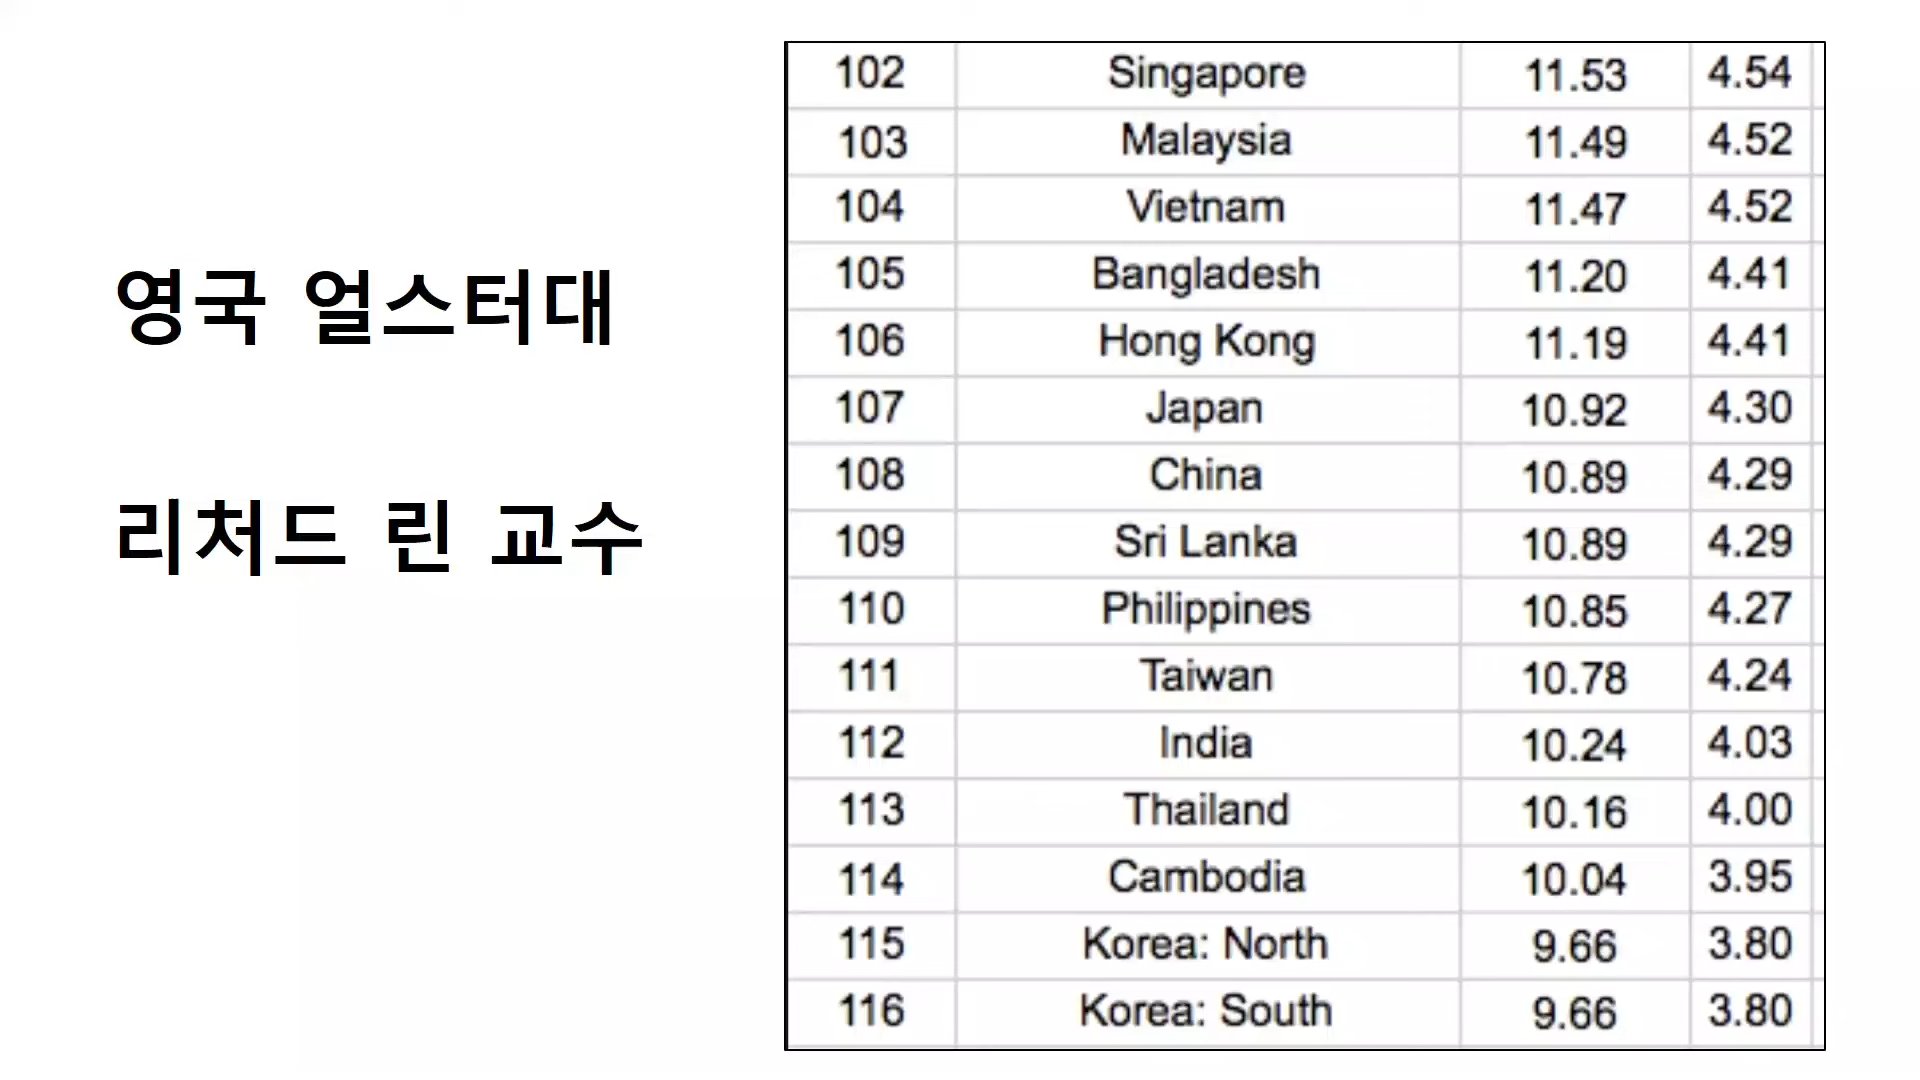 영국 얼스터대
리처드 린 교수
102 Singapore 11.53 4.54
103 Malaysia 11.49 4.52
104 Vietnam 11.47 4.52
105 Bangladesh 11.20 4.41
106 Hong Kong 11.19 4.41
107 Japan 10.92 4.30
108 China 10.89 4.29
109 Sri Lanka 10.89 4.29
110 Philippines 10.85 4.27
111 Taiwan 10.78 4.24
112 India 10.24 4.03
113 Thailand 10.16 4.00
114 Cambodia 10.04 3.95
115 Korea: North 9.66 3.80
116 Korea: South 9.66 3.80